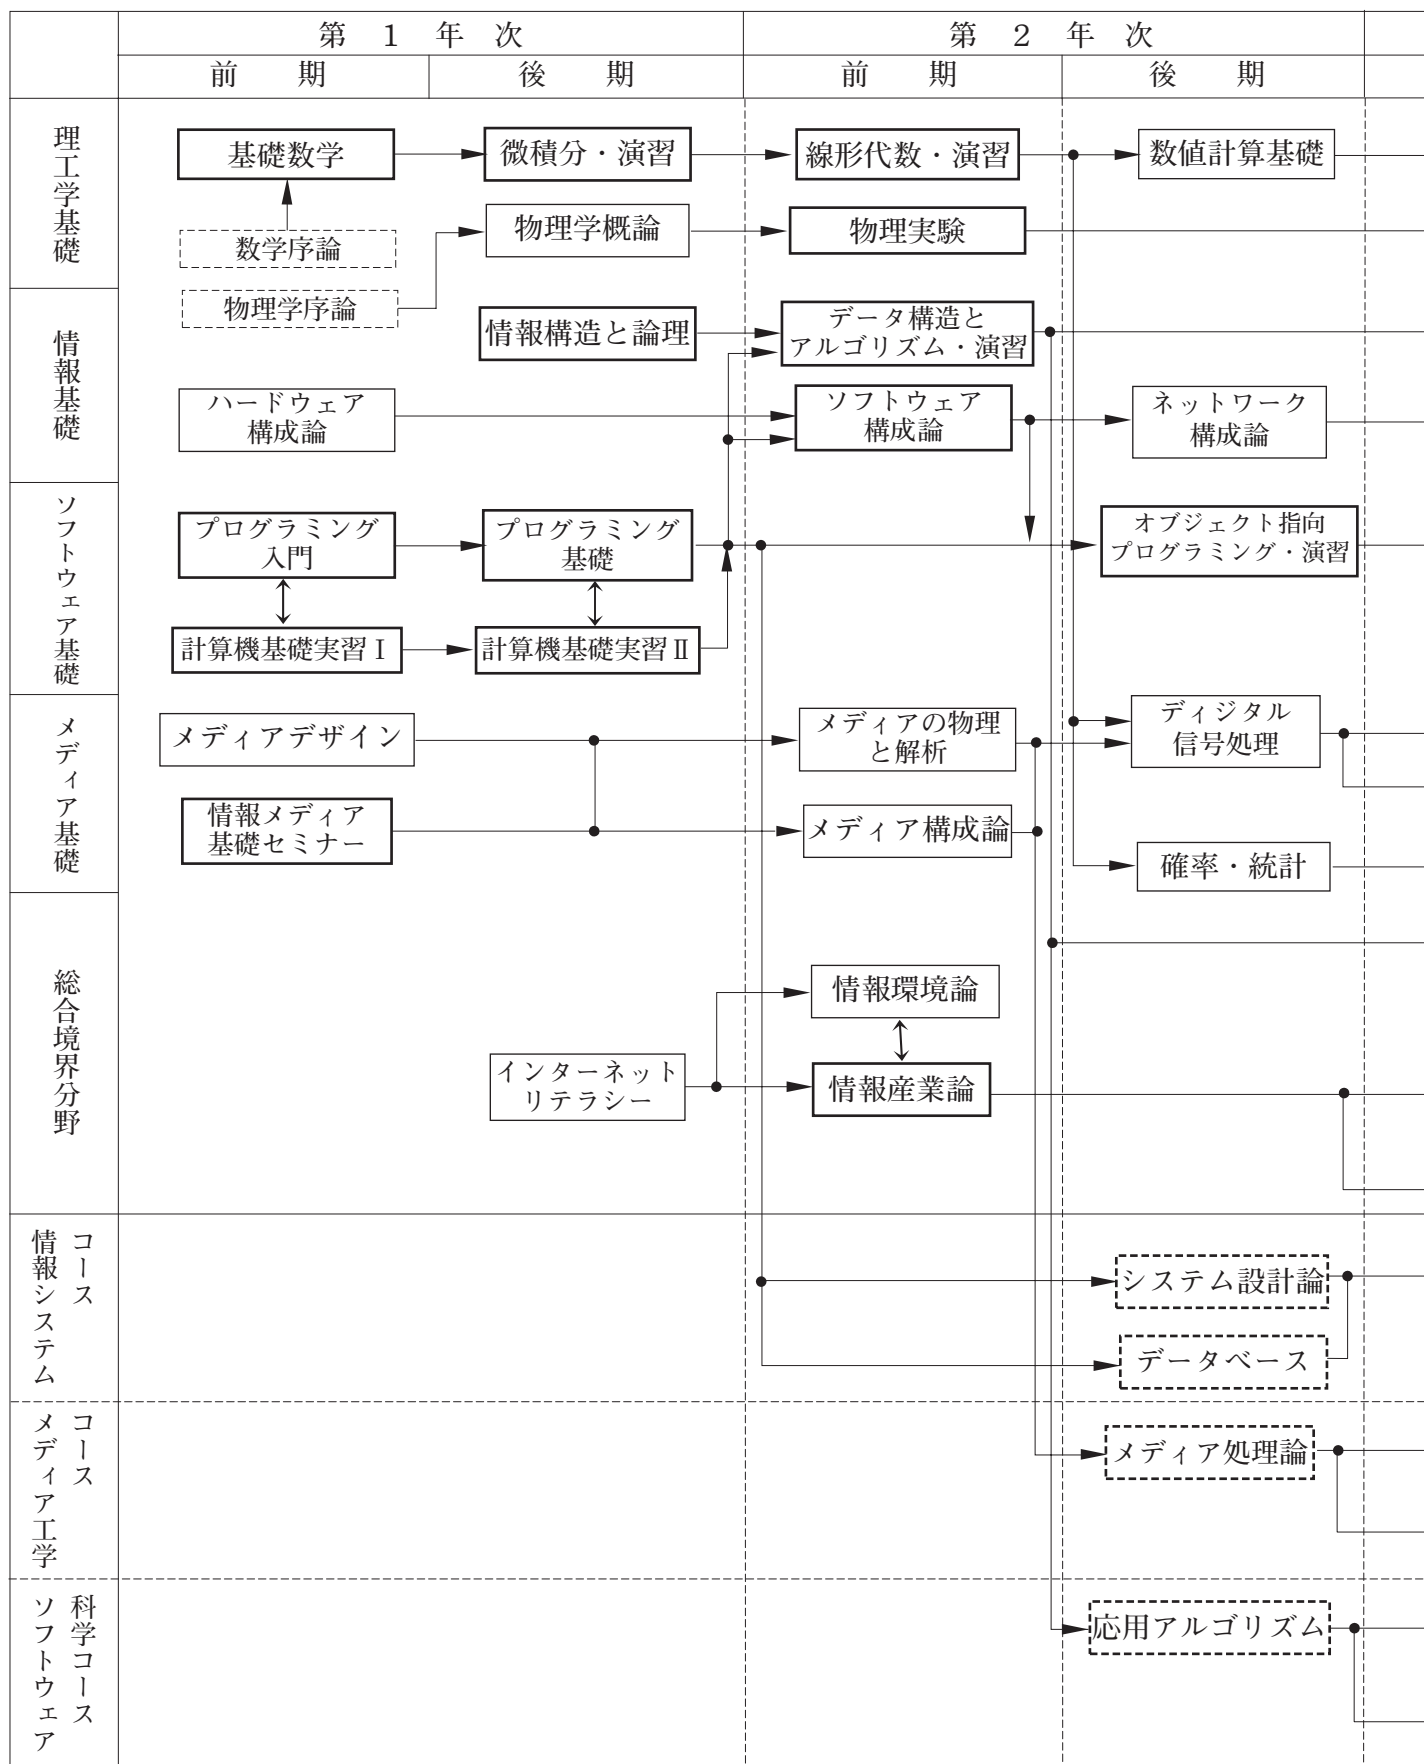 第 1 年 次
第 2 年 次
前 期
後 期
前 期
後 期
理工学基礎
基礎数学
微積分・演習
線形代数・演習
数値計算基礎
数学序論
物理学概論
物理実験
物理学序論
情報基礎
情報構造と論理
データ構造と
アルゴリズム・演習
ハードウェア
構成論
ソフトウェア
構成論
ネットワーク
構成論
ソフトウェア基礎
プログラミング
入門
プログラミング
基礎
オブジェクト指向
プログラミング・演習
計算機基礎実習Ⅰ
計算機基礎実習Ⅱ
メディア基礎
メディアデザイン
メディアの物理
と解析
ディジタル
信号処理
情報メディア
基礎セミナー
メディア構成論
確率・統計
総合境界分野
情報環境論
インターネット
リテラシー
情報産業論
コース
情報システム
システム設計論
データベース
コース
メディア工学
メディア処理論
科学コース
ソフトウェア
応用アルゴリズム